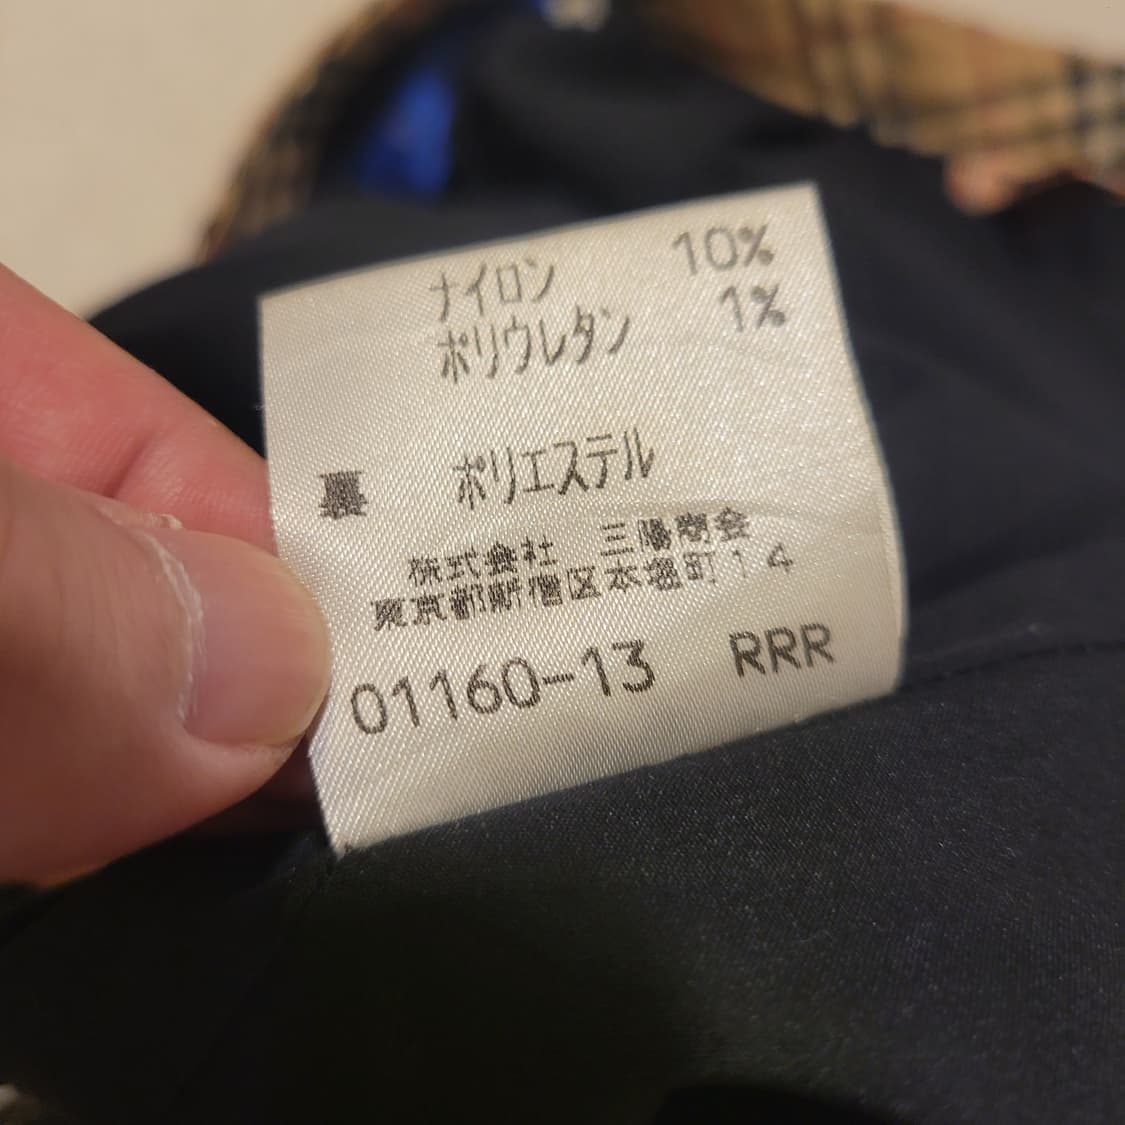 ナイロン 10%
ポリウレタン 1%
裏 ポリエステル
株式会社 三陽商会
東京都新宿区本塩町14
01160-13 RRR